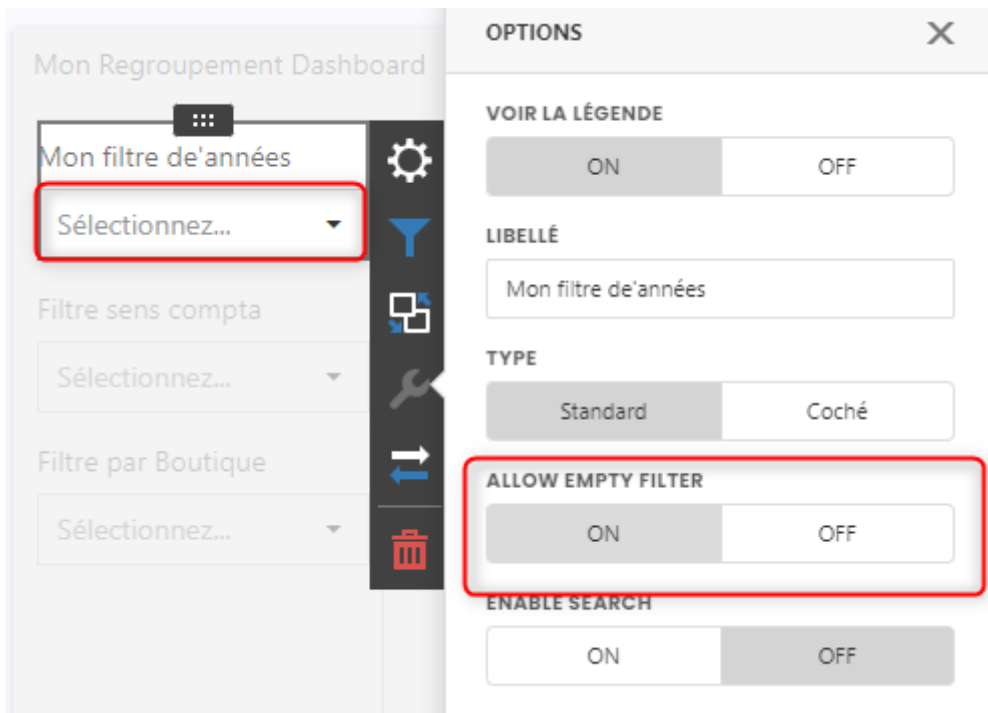 Mon Regroupement Dashboard
Mon filtre de'années
Sélectionnez...
Filtre sens compta
Sélectionnez...
Filtre par Boutique
Sélectionnez...
OPTIONS
VOIR LA LÉGENDE
ON OFF
LIBELLÉ
Mon filtre de'années
TYPE
Standard Coché
ALLOW EMPTY FILTER
ON OFF
ENABLE SEARCH
ON OFF